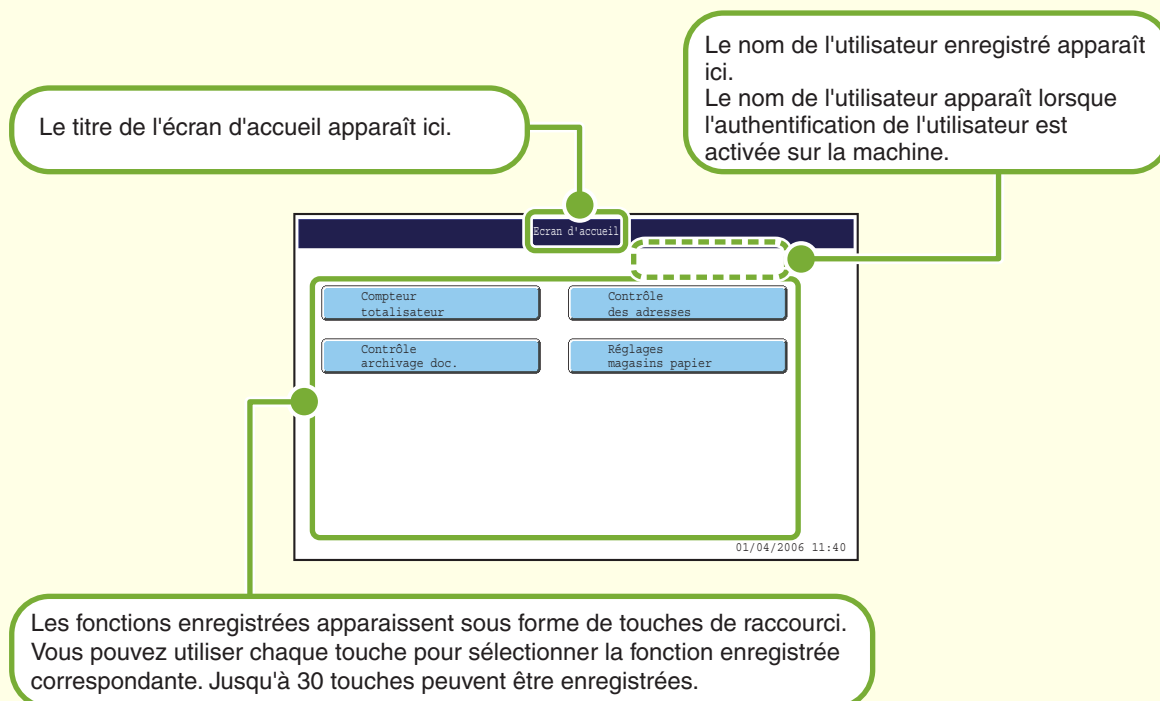 Le nom de l'utilisateur enregistré apparaît
ici.
Le nom de l'utilisateur apparaît lorsque
l'authentification de l'utilisateur est
activée sur la machine.
Le titre de l'écran d'accueil apparaît ici.
Ecran d'accueil
Compteur
totalisateur
Contrôle
des adresses
Contrôle
archivage doc.
Réglages
magasins papier
01/04/2006 11:40
Les fonctions enregistrées apparaissent sous forme de touches de raccourci.
Vous pouvez utiliser chaque touche pour sélectionner la fonction enregistrée
correspondante. Jusqu'à 30 touches peuvent être enregistrées.